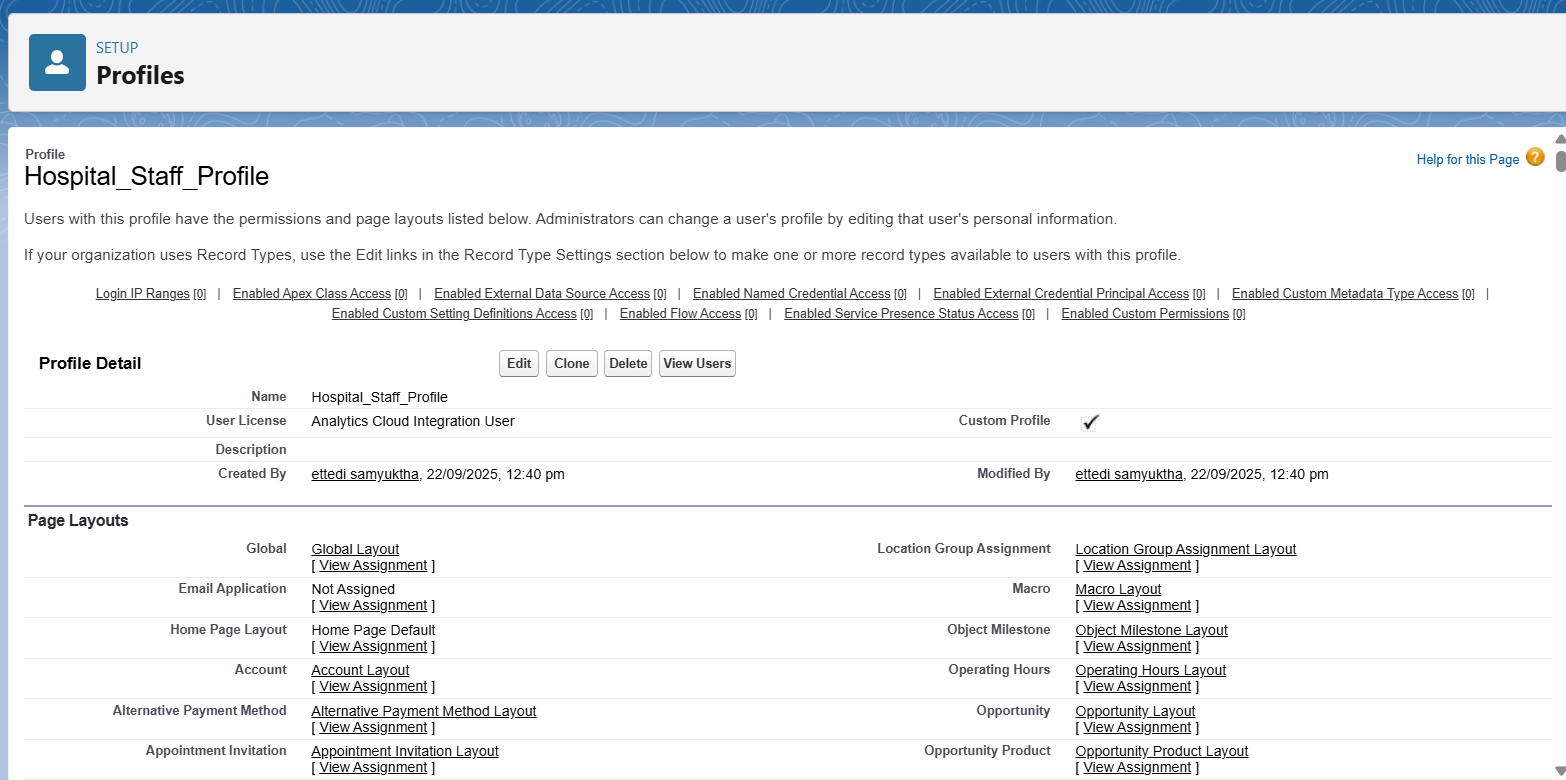 SETUP
Profiles
Profile
Hospital_Staff_Profile
Help for this Page ?
Users with this profile have the permissions and page layouts listed below. Administrators can change a user's profile by editing that user's personal information.
If your organization uses Record Types, use the Edit links in the Record Type Settings section below to make one or more record types available to users with this profile.
Login IP Ranges [0] | Enabled Apex Class Access [0] | Enabled External Data Source Access [0] | Enabled Named Credential Access [0] | Enabled External Credential Principal Access [0] | Enabled Custom Metadata Type Access [0] |
Enabled Custom Setting Definitions Access [0] | Enabled Flow Access [0] | Enabled Service Presence Status Access [0] | Enabled Custom Permissions [0]
Profile Detail Edit Clone Delete View Users
Name Hospital_Staff_Profile
User License Analytics Cloud Integration User Custom Profile ✓
Description
Created By ettedi samyuktha, 22/09/2025, 12:40 pm Modified By ettedi samyuktha, 22/09/2025, 12:40 pm
Page Layouts
Global Global Layout Location Group Assignment Location Group Assignment Layout
[ View Assignment ] [ View Assignment ]
Email Application Not Assigned Macro Macro Layout
[ View Assignment ] [ View Assignment ]
Home Page Layout Home Page Default Object Milestone Object Milestone Layout
[ View Assignment ] [ View Assignment ]
Account Account Layout Operating Hours Operating Hours Layout
[ View Assignment ] [ View Assignment ]
Alternative Payment Method Alternative Payment Method Layout Opportunity Opportunity Layout
[ View Assignment ] [ View Assignment ]
Appointment Invitation Appointment Invitation Layout Opportunity Product Opportunity Product Layout
[ View Assignment ] [ View Assignment ]